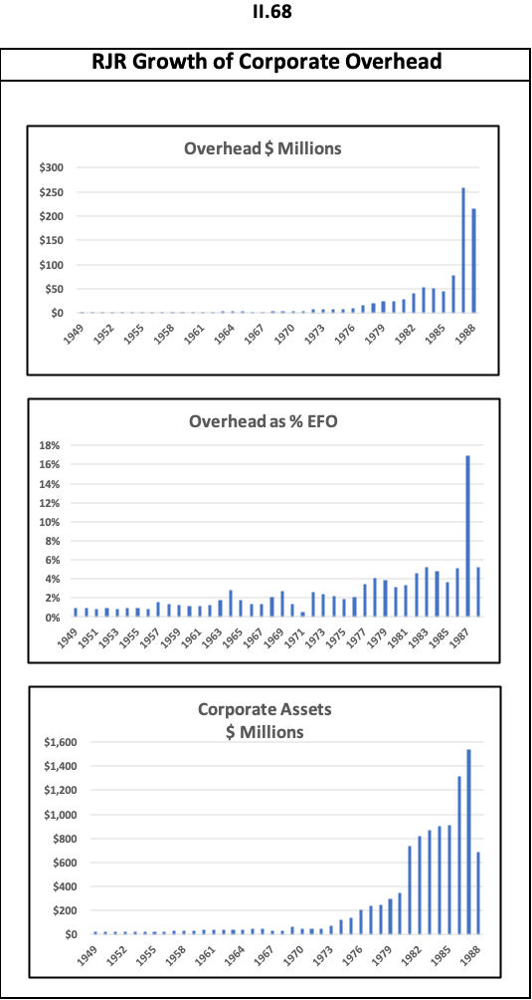 II.68
RJR Growth of Corporate Overhead
Overhead $ Millions
$300
$250
$200
$150
$100
$50
$0
1949 1952 1955 1958 1961 1964 1967 1970 1973 1976 1979 1982 1985 1988
Overhead as % EFO
18%
16%
14%
12%
10%
8%
6%
4%
2%
0%
1949 1951 1953 1955 1957 1959 1961 1963 1965 1967 1969 1971 1973 1975 1977 1979 1981 1983 1985 1987
Corporate Assets
$ Millions
$1,600
$1,400
$1,200
$1,000
$800
$600
$400
$200
$0
1949 1952 1955 1958 1961 1964 1967 1970 1973 1976 1979 1982 1985 1988